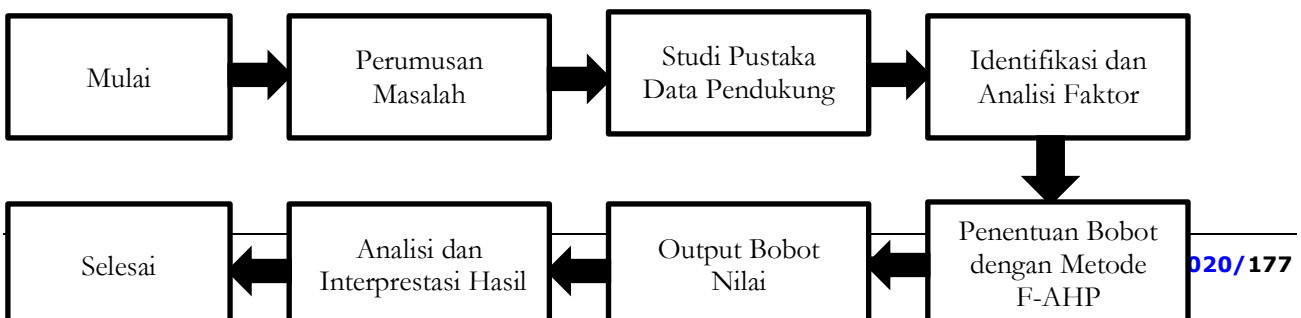 Mulai
Perumusan
Masalah
Studi Pustaka
Data Pendukung
Identifikasi dan
Analisi Faktor
Penentuan Bobot
dengan Metode
F-AHP
Output Bobot
Nilai
Analisi dan
Interprestasi Hasil
Selesai
020/177